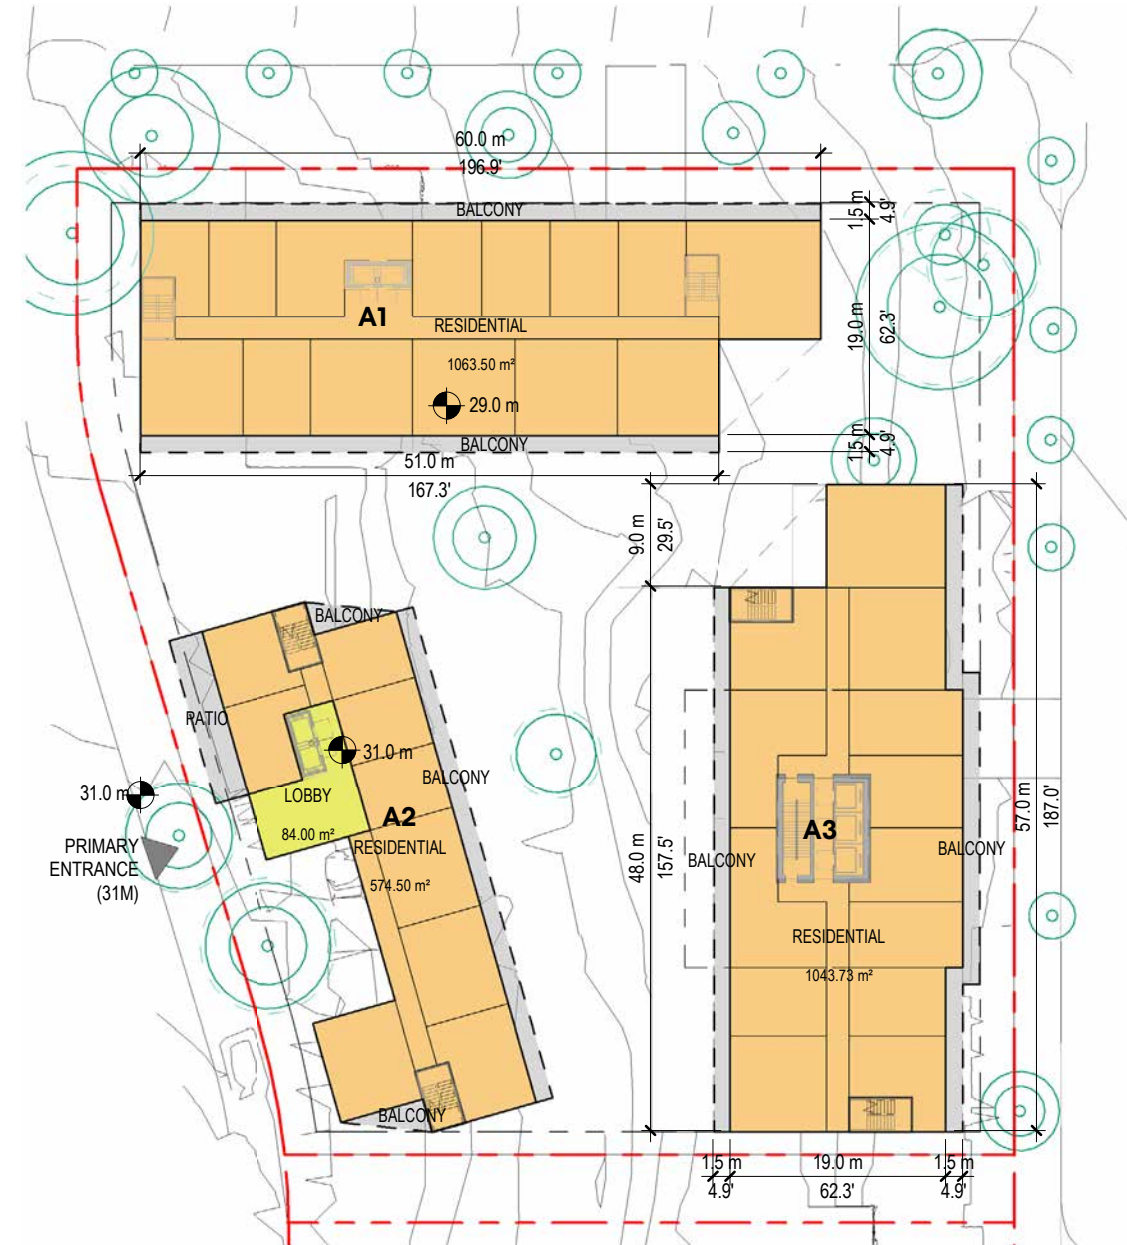 60.0 m
196.9'
BALCONY
1.5 m
4.9'
A1
RESIDENTIAL
1063.50 m²
29.0 m
19.0 m
62.3'
BALCONY
1.5 m
4.9'
51.0 m
167.3'
9.0 m
29.5'
BALCONY
PATIO
31.0 m
BALCONY
LOBBY
84.00 m²
A2
RESIDENTIAL
574.50 m²
31.0 m
PRIMARY
ENTRANCE
(31M)
BALCONY
48.0 m
157.5'
BALCONY
A3
BALCONY
57.0 m
187.0'
RESIDENTIAL
1043.73 m²
1.5 m
4.9'
19.0 m
62.3'
1.5 m
4.9'